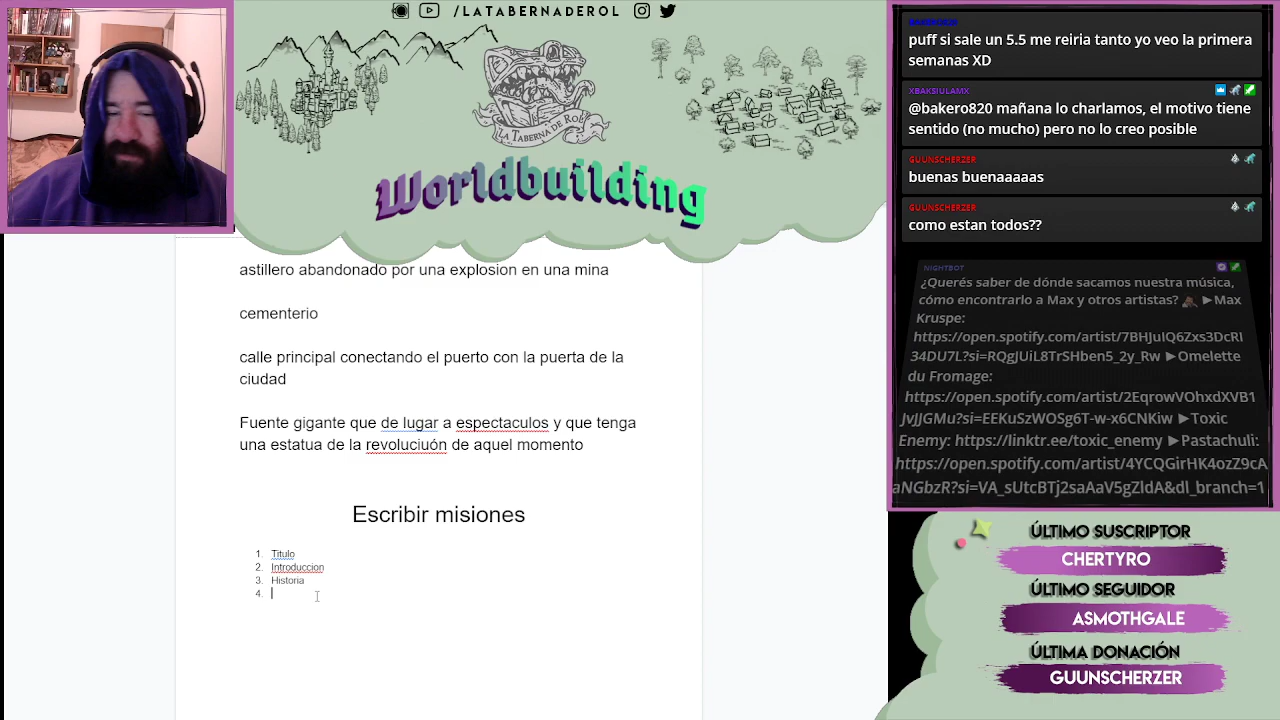 /LATABERNADEROL
LA TABERNA DE ROL
Worldbuilding
astillero abandonado por una explosion en una mina
cementerio
calle principal conectando el puerto con la puerta de la
ciudad
Fuente gigante que de lugar a espectaculos y que tenga
una estatua de la revoluciuón de aquel momento
Escribir misiones
1. Titulo
2. Introduccion
3. Historia
4.
BAKERO820
puff si sale un 5.5 me reiria tanto yo veo la primera
semanas XD
XBAKSIULAMX
@bakero820 mañana lo charlamos, el motivo tiene
sentido (no mucho) pero no lo creo posible
GUUNSCHERZER
buenas buenaaaaas
GUUNSCHERZER
como estan todos??
NIGHTBOT
¿Querés saber de dónde sacamos nuestra música,
cómo encontrarlo a Max y otros artistas? ►Max
Kruspe:
https://open.spotify.com/artist/7BHJuIQ6Zxs3DcRI
34DU7L?si=RQgJUiL8TrSHben5_2y_Rw ►Omelette
du Fromage:
https://open.spotify.com/artist/2EqrowVOhxdXVB1
JvJJGMu?si=EEKuSzWOSg6T-w-x6CNKiw ►Toxic
Enemy: https://linktr.ee/toxic_enemy ►Pastachuli:
https://open.spotify.com/artist/4YCQGirHK4ozZ9cA
aNGbzR?si=VA_sUtcBTj2saAaV5gZldA&dl_branch=1
ÚLTIMO SUSCRIPTOR
CHERTYRO
ÚLTIMO SEGUIDOR
ASMOTHGALE
ÚLTIMA DONACIÓN
GUUNSCHERZER